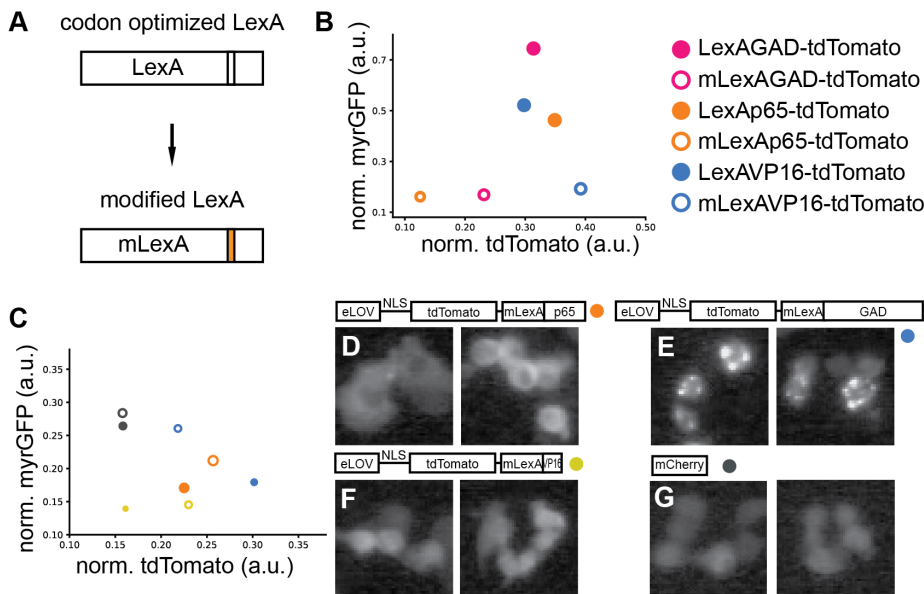 A
codon optimized LexA
LexA
modified LexA
mLexA
B
norm. myrGFP (a.u.)
0.7
0.5
0.3
0.1
0.10
0.20
0.30
0.40
0.50
norm. tdTomato (a.u.)
LexAGAD-tdTomato
mLexAGAD-tdTomato
LexAp65-tdTomato
mLexAp65-tdTomato
LexAVP16-tdTomato
mLexAVP16-tdTomato
C
norm. myrGFP (a.u.)
0.35
0.30
0.25
0.20
0.15
0.10
0.10
0.15
0.20
0.25
0.30
0.35
norm. tdTomato (a.u.)
eLOV NLS tdTomato mLexA p65
D
eLOV NLS tdTomato mLexA GAD
E
eLOV NLS tdTomato mLexA VP16
F
mCherry
G